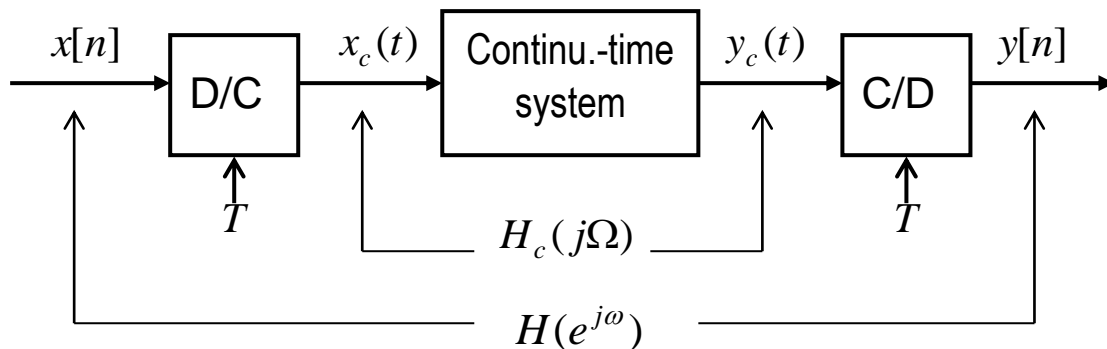 x[n]
D/C
x_c(t)
Continu.-time
system
y_c(t)
C/D
y[n]
T
T
H_c(jΩ)
H(e^{jω})